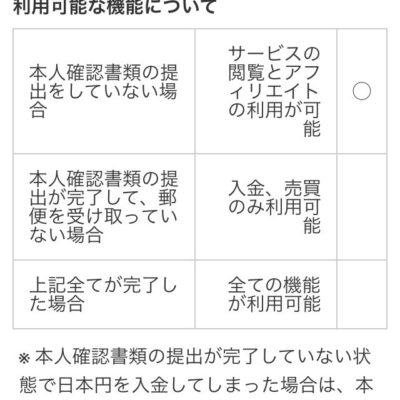 利用可能な機能について
本人確認書類の提
出をしていない場
合
サービスの
閲覧とアフ
ィリエイト
の利用が可
能
○
本人確認書類の提
出が完了して、郵
便を受け取ってい
ない場合
入金、売買
のみ利用可
能
上記全てが完了し
た場合
全ての機能
が利用可能
※ 本人確認書類の提出が完了していない状
態で日本円を入金してしまった場合は、本